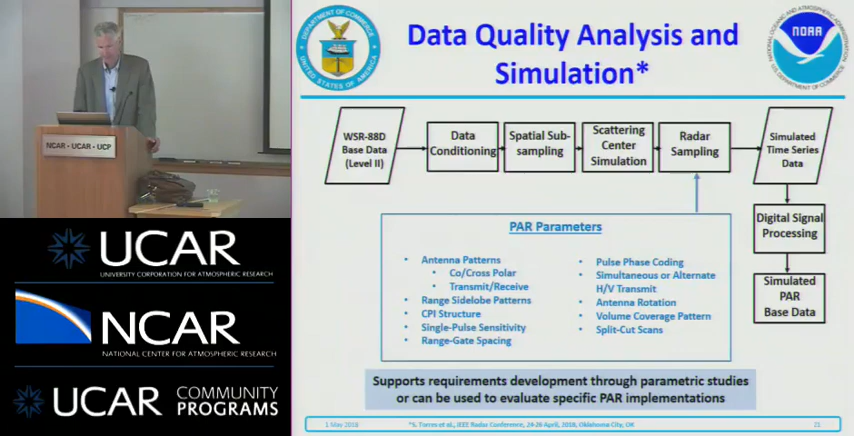 NCAR • UCAR • UCP
UCAR
UNIVERSITY CORPORATION FOR ATMOSPHERIC RESEARCH
NCAR
NATIONAL CENTER FOR ATMOSPHERIC RESEARCH
UCAR
COMMUNITY
PROGRAMS
DEPARTMENT OF COMMERCE
UNITED STATES OF AMERICA
Data Quality Analysis and
Simulation*
NATIONAL OCEANIC AND ATMOSPHERIC ADMINISTRATION
NOAA
U.S. DEPARTMENT OF COMMERCE
WSR-88D
Base Data
(Level II)
Data
Conditioning
Spatial Sub-
sampling
Scattering
Center
Simulation
Radar
Sampling
Simulated
Time Series
Data
Digital Signal
Processing
Simulated
PAR
Base Data
PAR Parameters
• Antenna Patterns
• Co/Cross Polar
• Transmit/Receive
• Range Sidelobe Patterns
• CPI Structure
• Single-Pulse Sensitivity
• Range-Gate Spacing
• Pulse Phase Coding
• Simultaneous or Alternate
H/V Transmit
• Antenna Rotation
• Volume Coverage Pattern
• Split-Cut Scans
Supports requirements development through parametric studies
or can be used to evaluate specific PAR implementations
1 May 2018
*S. Torres et al., IEEE Radar Conference, 24-26 April, 2018, Oklahoma City, OK
21